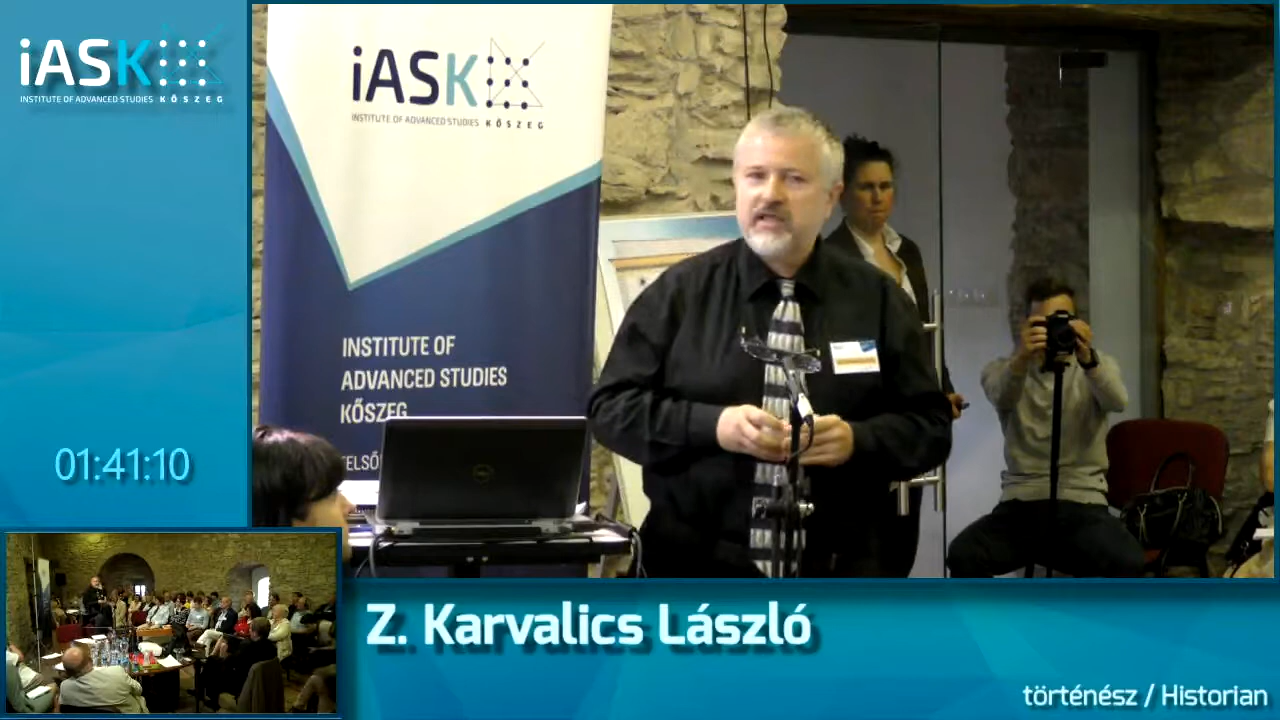 iASK
INSTITUTE OF ADVANCED STUDIES KŐSZEG
iASK
INSTITUTE OF ADVANCED STUDIES KŐSZEG
INSTITUTE OF
ADVANCED STUDIES
KŐSZEG
01:41:10
Z. Karvalics László
történész / Historian